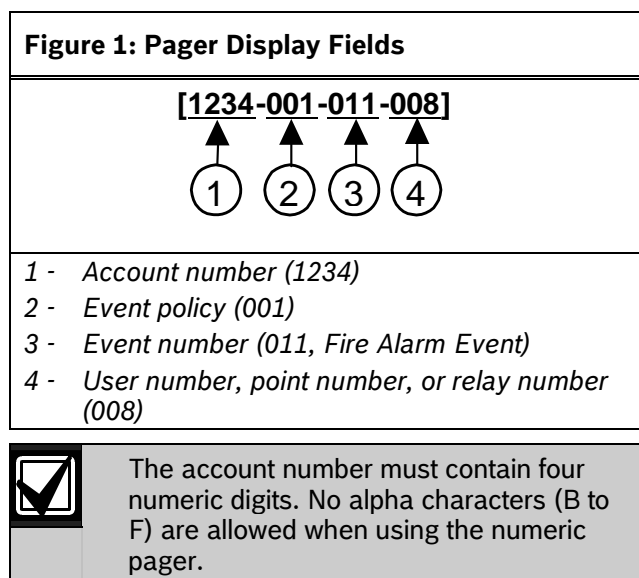 Figure 1: Pager Display Fields
[1234-001-011-008]
1 2 3 4
1 - Account number (1234)
2 - Event policy (001)
3 - Event number (011, Fire Alarm Event)
4 - User number, point number, or relay number
(008)
The account number must contain four
numeric digits. No alpha characters (B to
F) are allowed when using the numeric
pager.